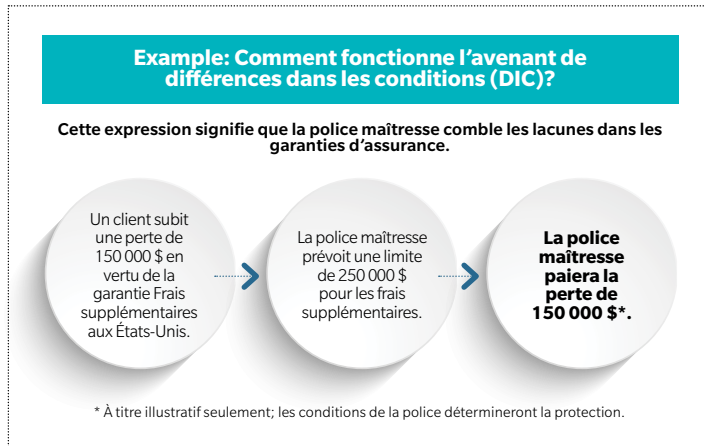 Example: Comment fonctionne l’avenant de
différences dans les conditions (DIC)?
Cette expression signifie que la police maîtresse comble les lacunes dans les
garanties d’assurance.
Un client subit
une perte de
150 000 $ en
vertu de la
garantie Frais
supplémentaires
aux États-Unis.
La police maîtresse
prévoit une limite
de 250 000 $
pour les frais
supplémentaires.
La police
maîtresse
paiera la
perte de
150 000 $*.
* À titre illustratif seulement; les conditions de la police détermineront la protection.